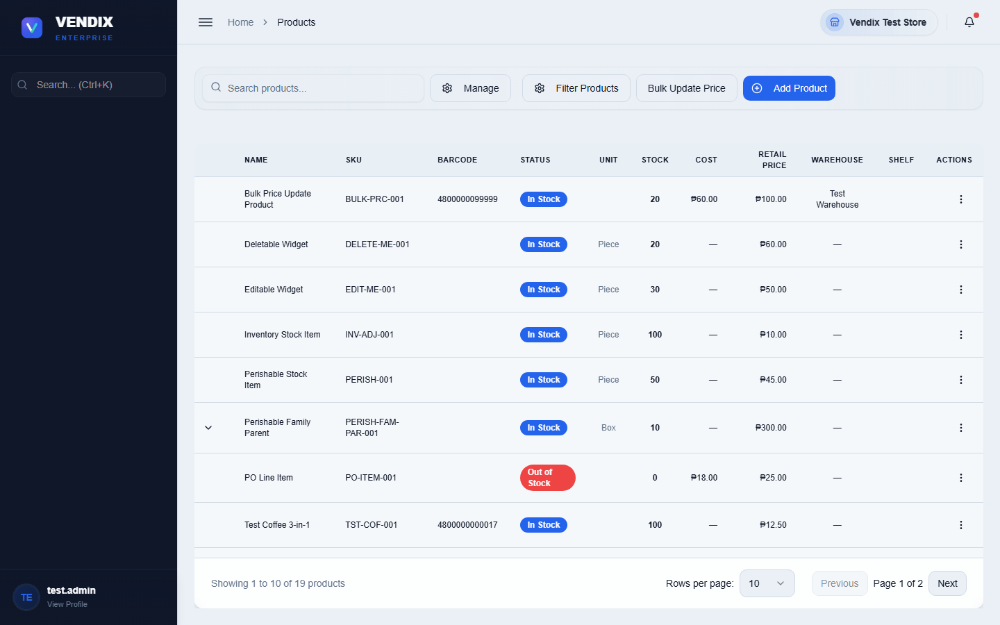 VENDIX
ENTERPRISE
Search... (Ctrl+K)
Home > Products
Vendix Test Store
Search products...
Manage
Filter Products
Bulk Update Price
Add Product
NAME SKU BARCODE STATUS UNIT STOCK COST RETAIL PRICE WAREHOUSE SHELF ACTIONS
Bulk Price Update Product BULK-PRC-001 4800000099999 In Stock 20 ₱60.00 ₱100.00 Test Warehouse
Deletable Widget DELETE-ME-001 In Stock Piece 20 — ₱60.00 —
Editable Widget EDIT-ME-001 In Stock Piece 30 — ₱50.00 —
Inventory Stock Item INV-ADJ-001 In Stock Piece 100 — ₱10.00 —
Perishable Stock Item PERISH-001 In Stock Piece 50 — ₱45.00 —
Perishable Family Parent PERISH-FAM-PAR-001 In Stock Box 10 — ₱300.00 —
PO Line Item PO-ITEM-001 Out of Stock 0 ₱18.00 ₱25.00 —
Test Coffee 3-in-1 TST-COF-001 4800000000017 In Stock 100 — ₱12.50 —
Showing 1 to 10 of 19 products
Rows per page: 10
Previous Page 1 of 2 Next
TE
test.admin
View Profile